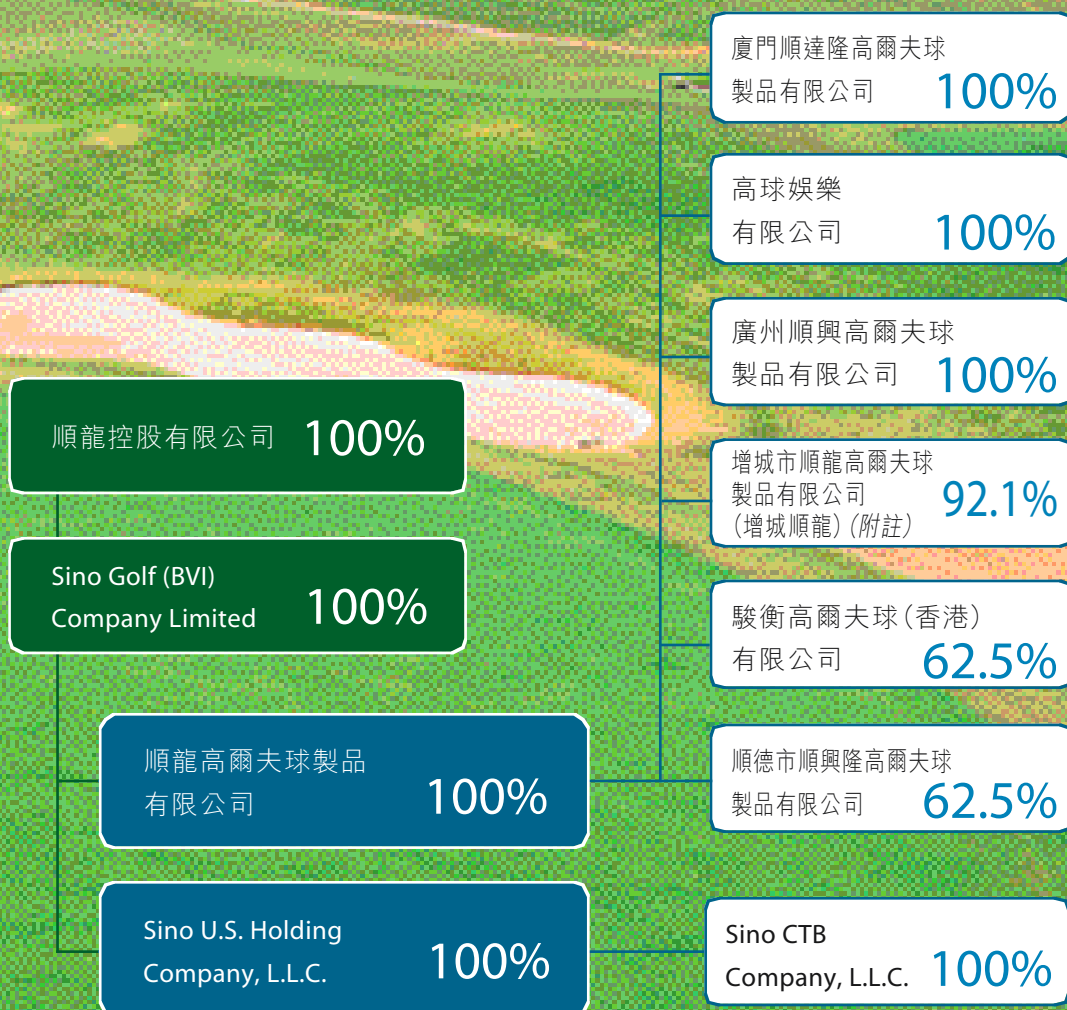 順龍控股有限公司 100%
Sino Golf (BVI)
Company Limited 100%
順龍高爾夫球製品
有限公司 100%
Sino U.S. Holding
Company, L.L.C. 100%
廈門順達隆高爾夫球
製品有限公司 100%
高球娛樂
有限公司 100%
廣州順興高爾夫球
製品有限公司 100%
增城市順龍高爾夫球
製品有限公司 92.1%
(增城順龍) (附註)
駿衡高爾夫球(香港)
有限公司 62.5%
順德市順興隆高爾夫球
製品有限公司 62.5%
Sino CTB
Company, L.L.C. 100%